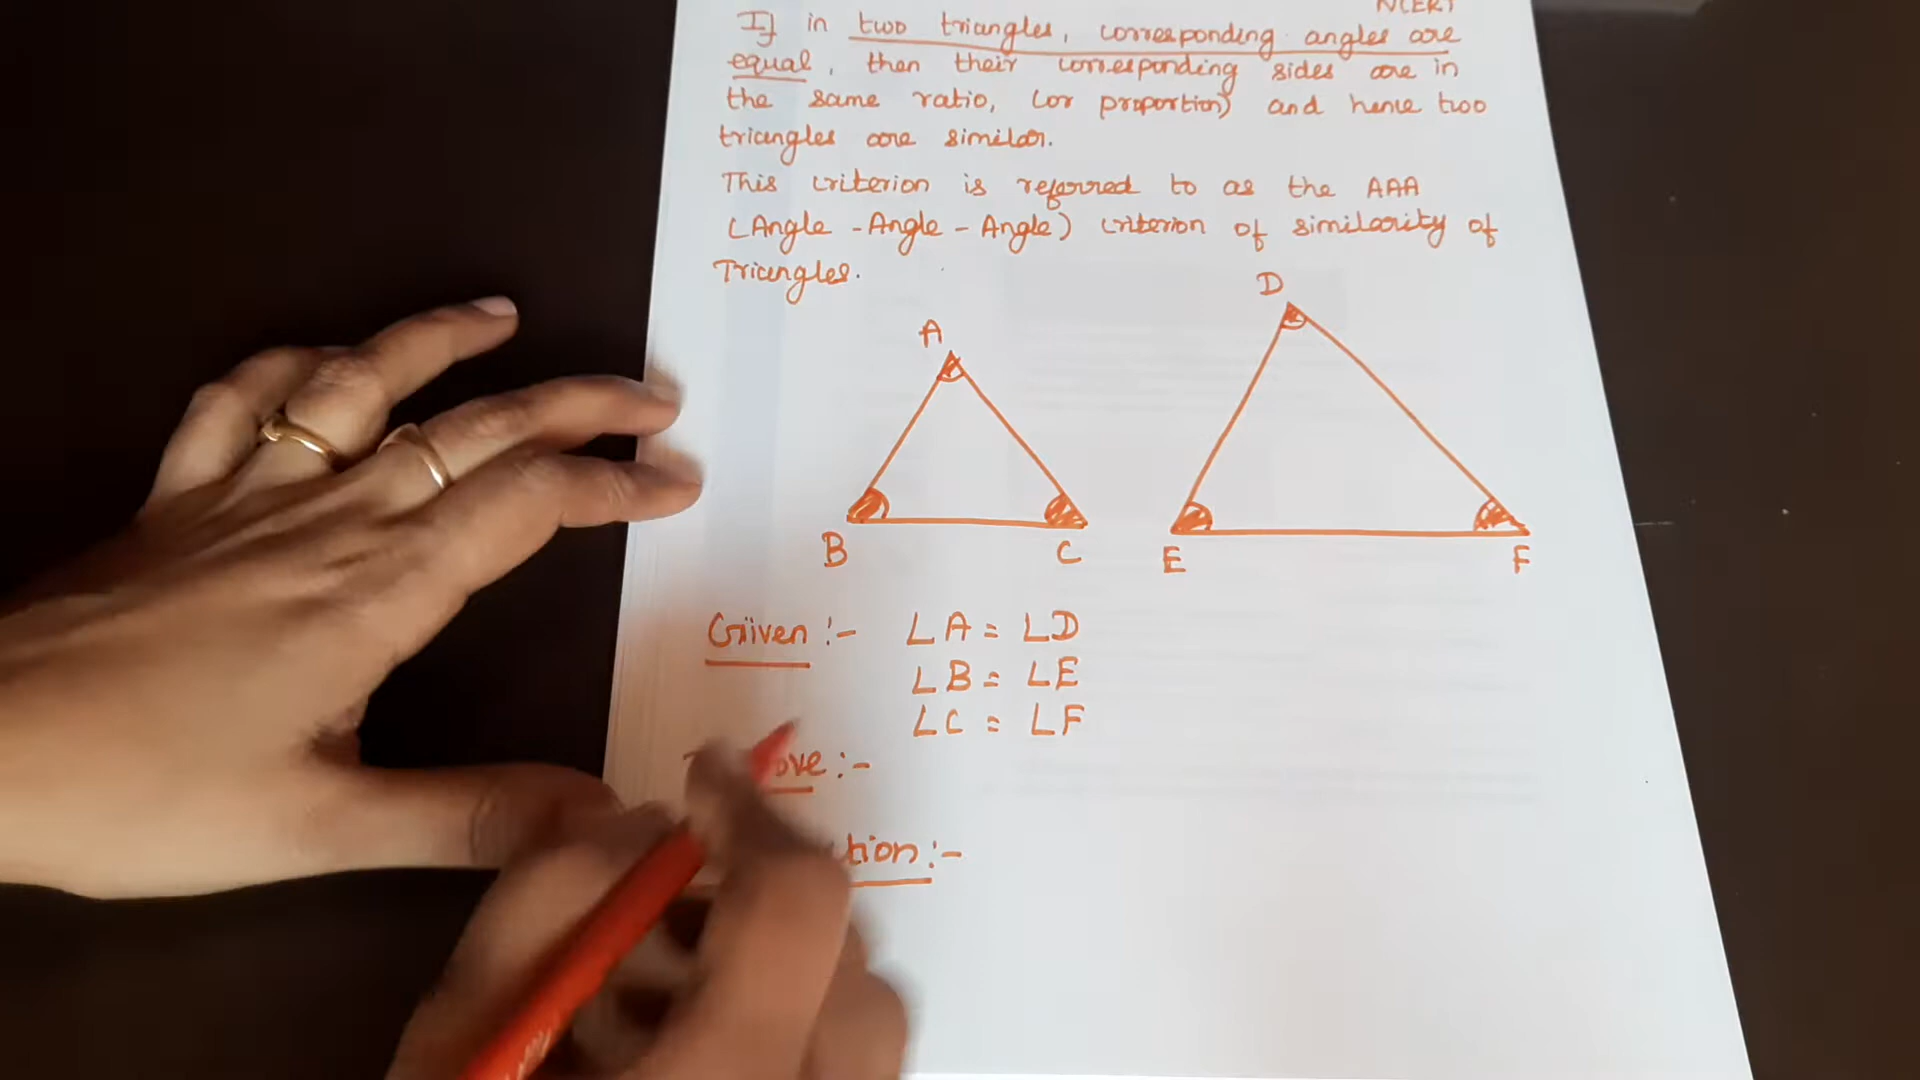 NCERT
If in two triangles, corresponding angles are
equal, then their corresponding sides are in
the same ratio, (or proportion) and hence two
triangles are similar.
This criterion is referred to as the AAA
(Angle - Angle - Angle) criterion of similarity of
Triangles.
D
A
B C E F
Given :- ∠A = ∠D
∠B = ∠E
∠C = ∠F
:-
:-